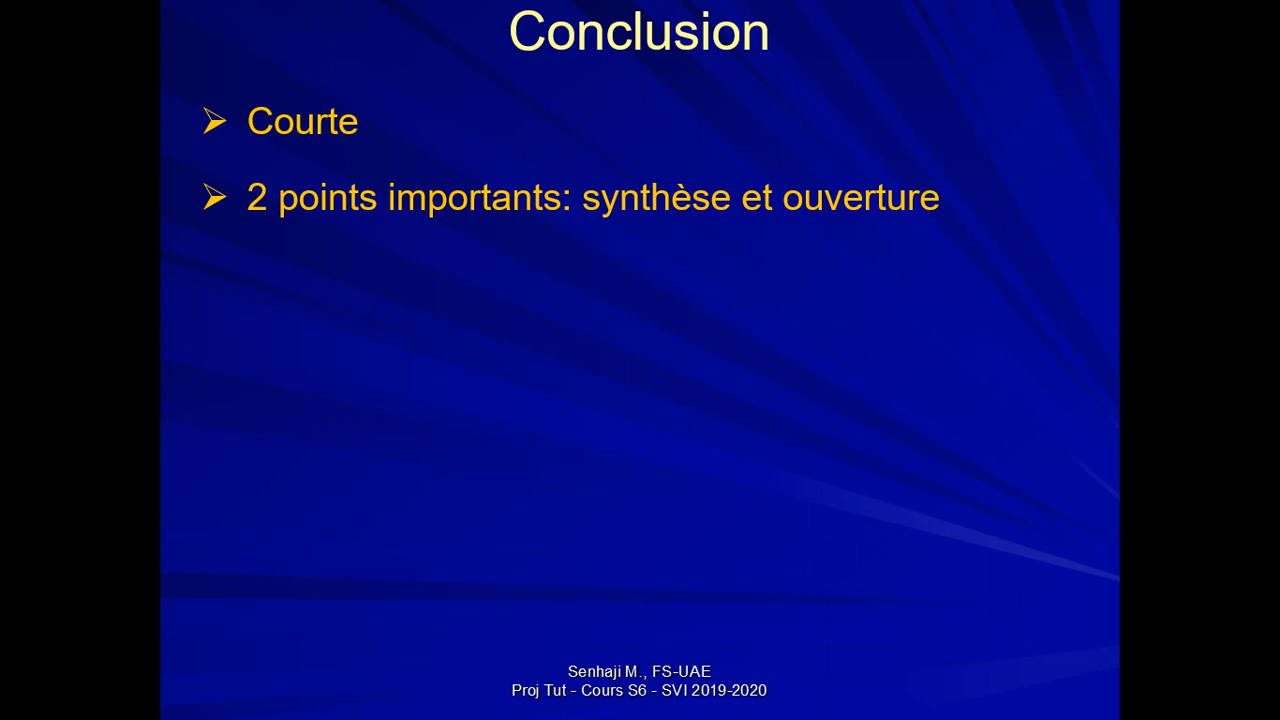 Conclusion
Courte
2 points importants: synthèse et ouverture
Senhaji M., FS-UAE
Proj Tut - Cours S6 - SVI 2019-2020